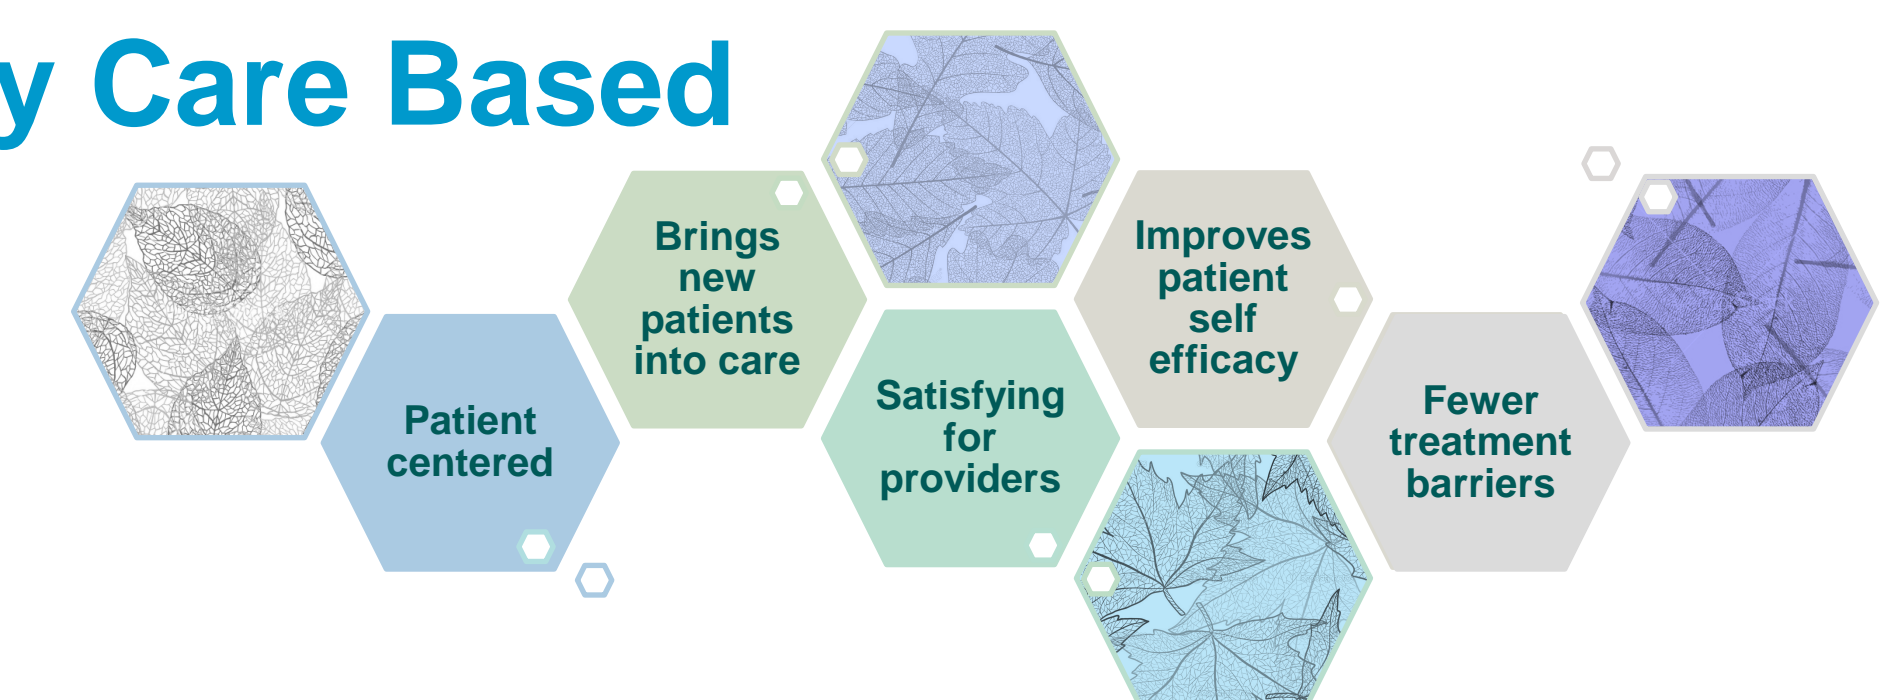 y Care Based
Patient
centered
Brings
new
patients
into care
Satisfying
for
providers
Improves
patient
self
efficacy
Fewer
treatment
barriers